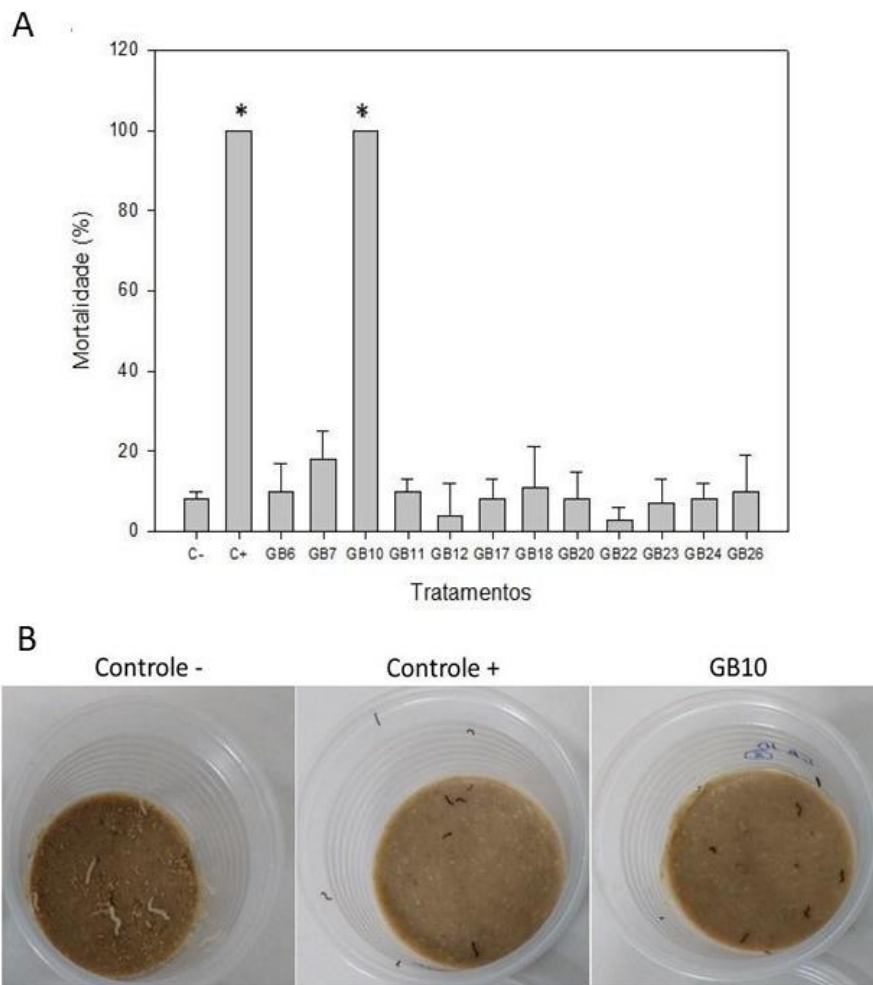 A
Mortalidade (%)
120
100
80
60
40
20
0
*
*
C- C+ GB6 GB7 GB10 GB11 GB12 GB17 GB18 GB20 GB22 GB23 GB24 GB26
Tratamentos
B
Controle - Controle + GB10